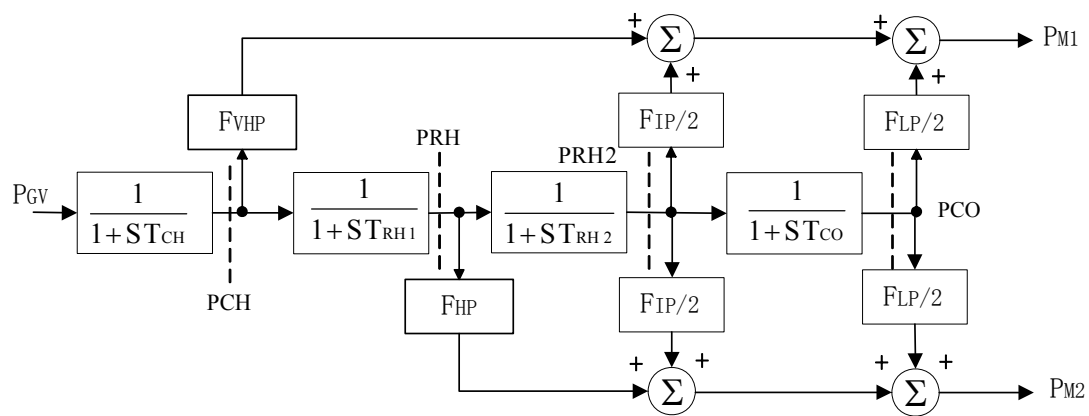 + + PM1
Σ Σ
+ +
FVHP FIP/2 FLP/2
PRH PRH2
PGV 1 1 1 1 PCO
1+STCH 1+STRH1 1+STRH2 1+STCO
PCH
FHP FIP/2 FLP/2
+ + + +
Σ Σ PM2